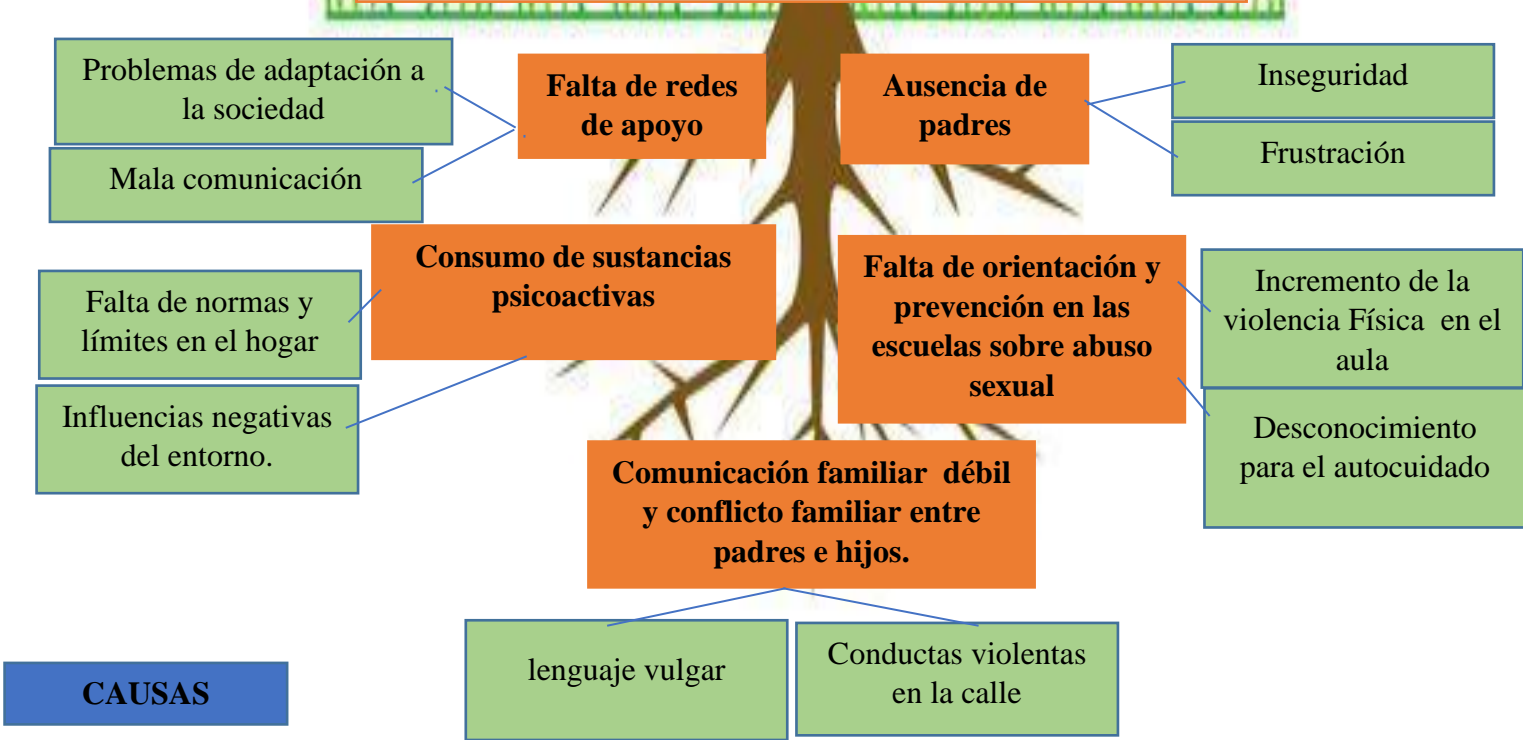 Problemas de adaptación a
la sociedad
Mala comunicación
Falta de redes
de apoyo
Ausencia de
padres
Inseguridad
Frustración
Consumo de sustancias
psicoactivas
Falta de normas y
límites en el hogar
Influencias negativas
del entorno.
Falta de orientación y
prevención en las
escuelas sobre abuso
sexual
Incremento de la
violencia Física  en el
aula
Desconocimiento
para el autocuidado
Comunicación familiar  débil
y conflicto familiar entre
padres e hijos.
lenguaje vulgar
Conductas violentas
en la calle
CAUSAS